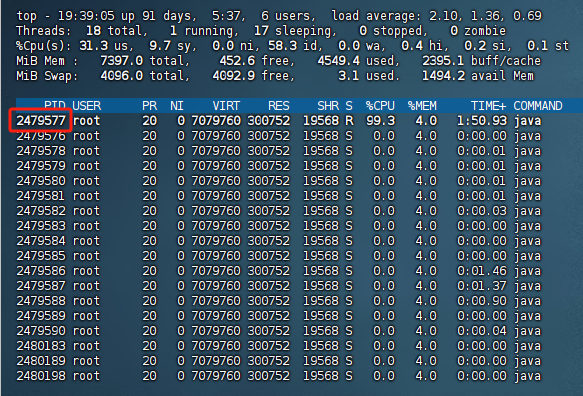 top - 19:39:05 up 91 days,  5:37,  6 users,  load average: 2.10, 1.36, 0.69
Threads:  18 total,   1 running,  17 sleeping,   0 stopped,   0 zombie
%Cpu(s): 31.3 us,  9.7 sy,  0.0 ni, 58.3 id,  0.0 wa,  0.4 hi,  0.2 si,  0.1 st
MiB Mem :   7397.0 total,    452.6 free,   4549.4 used,   2395.1 buff/cache
MiB Swap:   4096.0 total,   4092.9 free,      3.1 used.   1494.2 avail Mem
PID USER      PR  NI    VIRT    RES    SHR S  %CPU  %MEM     TIME+ COMMAND
2479577 root      20   0 7079760 300752  19568 R  99.3   4.0   1:50.93 java
2479576 root      20   0 7079760 300752  19568 S   0.0   4.0   0:00.00 java
2479578 root      20   0 7079760 300752  19568 S   0.0   4.0   0:00.01 java
2479579 root      20   0 7079760 300752  19568 S   0.0   4.0   0:00.01 java
2479580 root      20   0 7079760 300752  19568 S   0.0   4.0   0:00.01 java
2479581 root      20   0 7079760 300752  19568 S   0.0   4.0   0:00.01 java
2479582 root      20   0 7079760 300752  19568 S   0.0   4.0   0:00.03 java
2479583 root      20   0 7079760 300752  19568 S   0.0   4.0   0:00.00 java
2479584 root      20   0 7079760 300752  19568 S   0.0   4.0   0:00.00 java
2479585 root      20   0 7079760 300752  19568 S   0.0   4.0   0:00.00 java
2479586 root      20   0 7079760 300752  19568 S   0.0   4.0   0:01.46 java
2479587 root      20   0 7079760 300752  19568 S   0.0   4.0   0:01.37 java
2479588 root      20   0 7079760 300752  19568 S   0.0   4.0   0:00.90 java
2479589 root      20   0 7079760 300752  19568 S   0.0   4.0   0:00.00 java
2479590 root      20   0 7079760 300752  19568 S   0.0   4.0   0:00.04 java
2480183 root      20   0 7079760 300752  19568 S   0.0   4.0   0:00.00 java
2480189 root      20   0 7079760 300752  19568 S   0.0   4.0   0:00.00 java
2480198 root      20   0 7079760 300752  19568 S   0.0   4.0   0:00.00 java